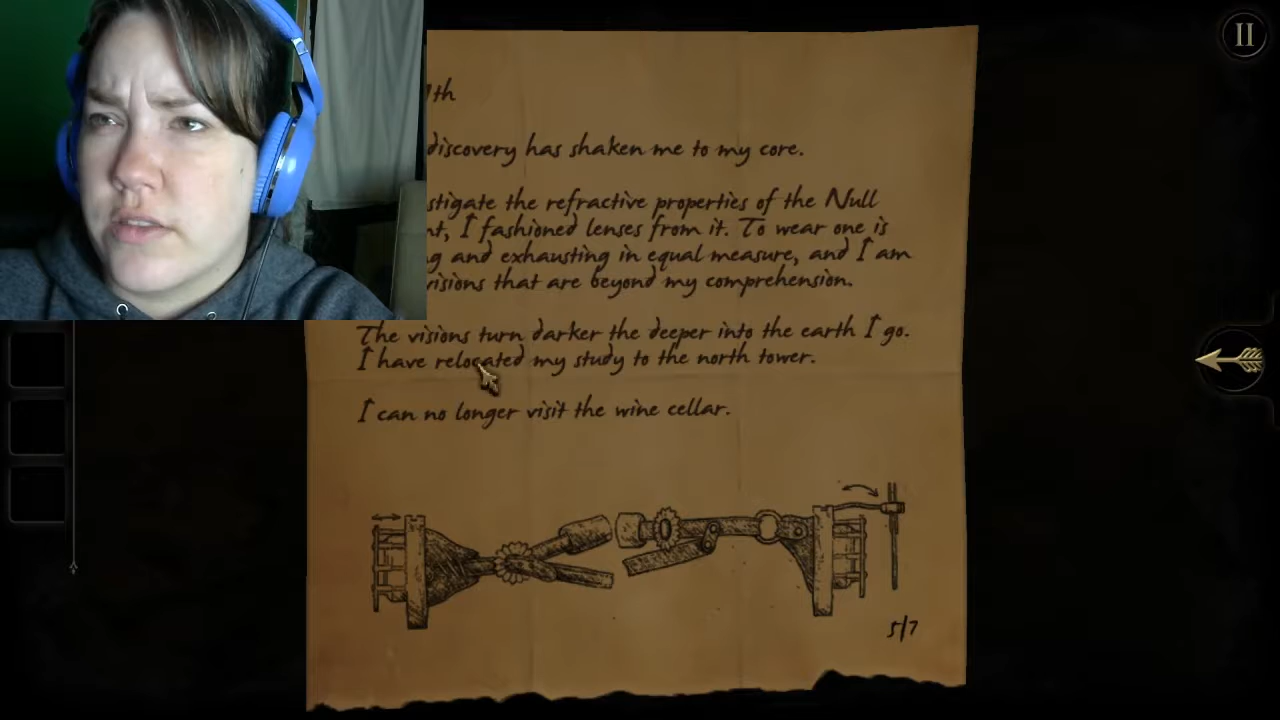 discovery has shaken me to my core.
the refractive properties of the Null
I fashioned lenses from it. To wear one is
and exhausting in equal measure, and I am
visions that are beyond my comprehension.
The visions turn darker the deeper into the earth I go.
I have relocated my study to the north tower.
I can no longer visit the wine cellar.
5/7